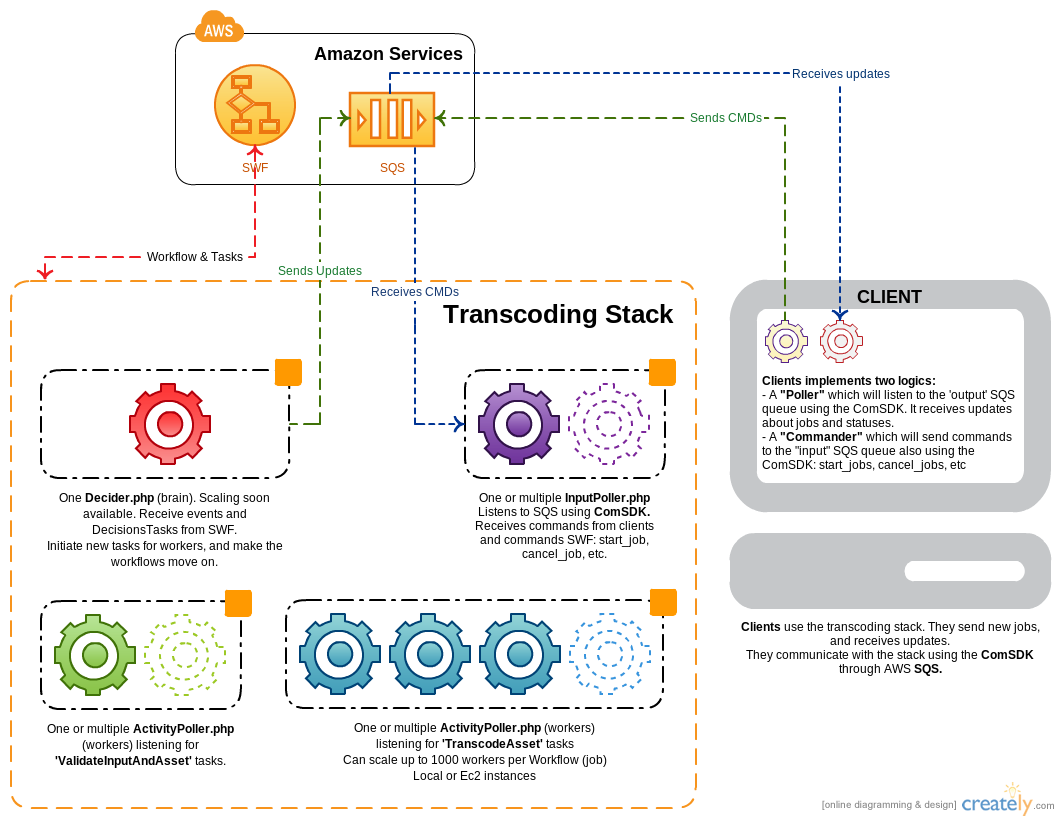 AWS
Amazon Services
SWF
SQS
Receives updates
Sends CMDs
Workflow & Tasks
Sends Updates
Receives CMDs
Transcoding Stack
One Decider.php (brain). Scaling soon
available. Receive events and
DecisionsTasks from SWF.
Initiate new tasks for workers, and make the
workflows move on.
One or multiple InputPoller.php
Listens to SQS using ComSDK.
Receives commands from clients
and commands SWF: start_job,
cancel_job, etc.
One or multiple ActivityPoller.php
(workers) listening for
'ValidateInputAndAsset' tasks.
One or multiple ActivityPoller.php (workers)
listening for 'TranscodeAsset' tasks
Can scale up to 1000 workers per Workflow (job)
Local or Ec2 instances
CLIENT
Clients implements two logics:
- A "Poller" which will listen to the 'output' SQS
queue using the ComSDK. It receives updates
about jobs and statuses.
- A "Commander" which will send commands
to the "input" SQS queue also using the
ComSDK: start_jobs, cancel_jobs, etc
Clients use the transcoding stack. They send new jobs,
and receives updates.
They communicate with the stack using the ComSDK
through AWS SQS.
[online diagramming & design] creately.com